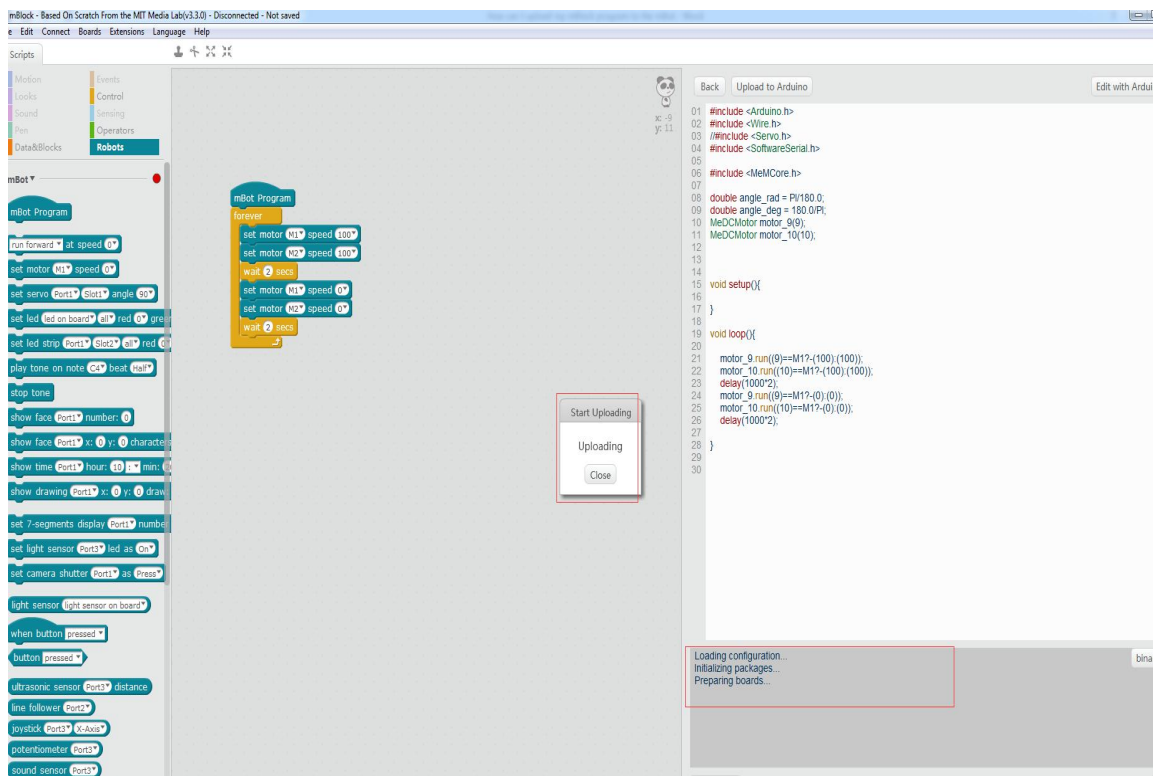 mBlock - Based On Scratch From the MIT Media Lab(v3.3.0) - Disconnected - Not saved
e Edit Connect Boards Extensions Language Help
Scripts
Motion Events
Looks Control
Sound Sensing
Pen Operators
Data&Blocks Robots
mBot
mBot Program
run forward at speed 0
set motor M1 speed 0
set servo Port1 Slot1 angle 90
set led led on board all red 0 gree
set led strip Port1 Slot2 all red 0
play tone on note C4 beat Half
stop tone
show face Port1 number: 0
show face Port1 x: 0 y: 0 characters
show time Port1 hour: 10 : min:
show drawing Port1 x: 0 y: 0 draw
set 7-segments display Port1 number
set light sensor Port3 led as On
set camera shutter Port1 as Press
light sensor light sensor on board
when button pressed
button pressed
ultrasonic sensor Port3 distance
line follower Port2
joystick Port3 X-Axis
potentiometer Port3
sound sensor Port3
mBot Program
forever
set motor M1 speed 100
set motor M2 speed 100
wait 2 secs
set motor M1 speed 0
set motor M2 speed 0
wait 2 secs
x: -9
y: 11
Start Uploading
Uploading
Close
Back Upload to Arduino Edit with Ardui
01 #include <Arduino.h>
02 #include <Wire.h>
03 //#include <Servo.h>
04 #include <SoftwareSerial.h>
05
06 #include <MeMCore.h>
07
08 double angle_rad = PI/180.0;
09 double angle_deg = 180.0/PI;
10 MeDCMotor motor_9(9);
11 MeDCMotor motor_10(10);
12
13
14
15 void setup(){
16
17 }
18
19 void loop(){
20
21 motor_9.run((9)==M1?-(100):(100));
22 motor_10.run((10)==M1?-(100):(100));
23 delay(1000*2);
24 motor_9.run((9)==M1?-(0):(0));
25 motor_10.run((10)==M1?-(0):(0));
26 delay(1000*2);
27
28 }
29
30
Loading configuration...
Initializing packages...
Preparing boards...
bina